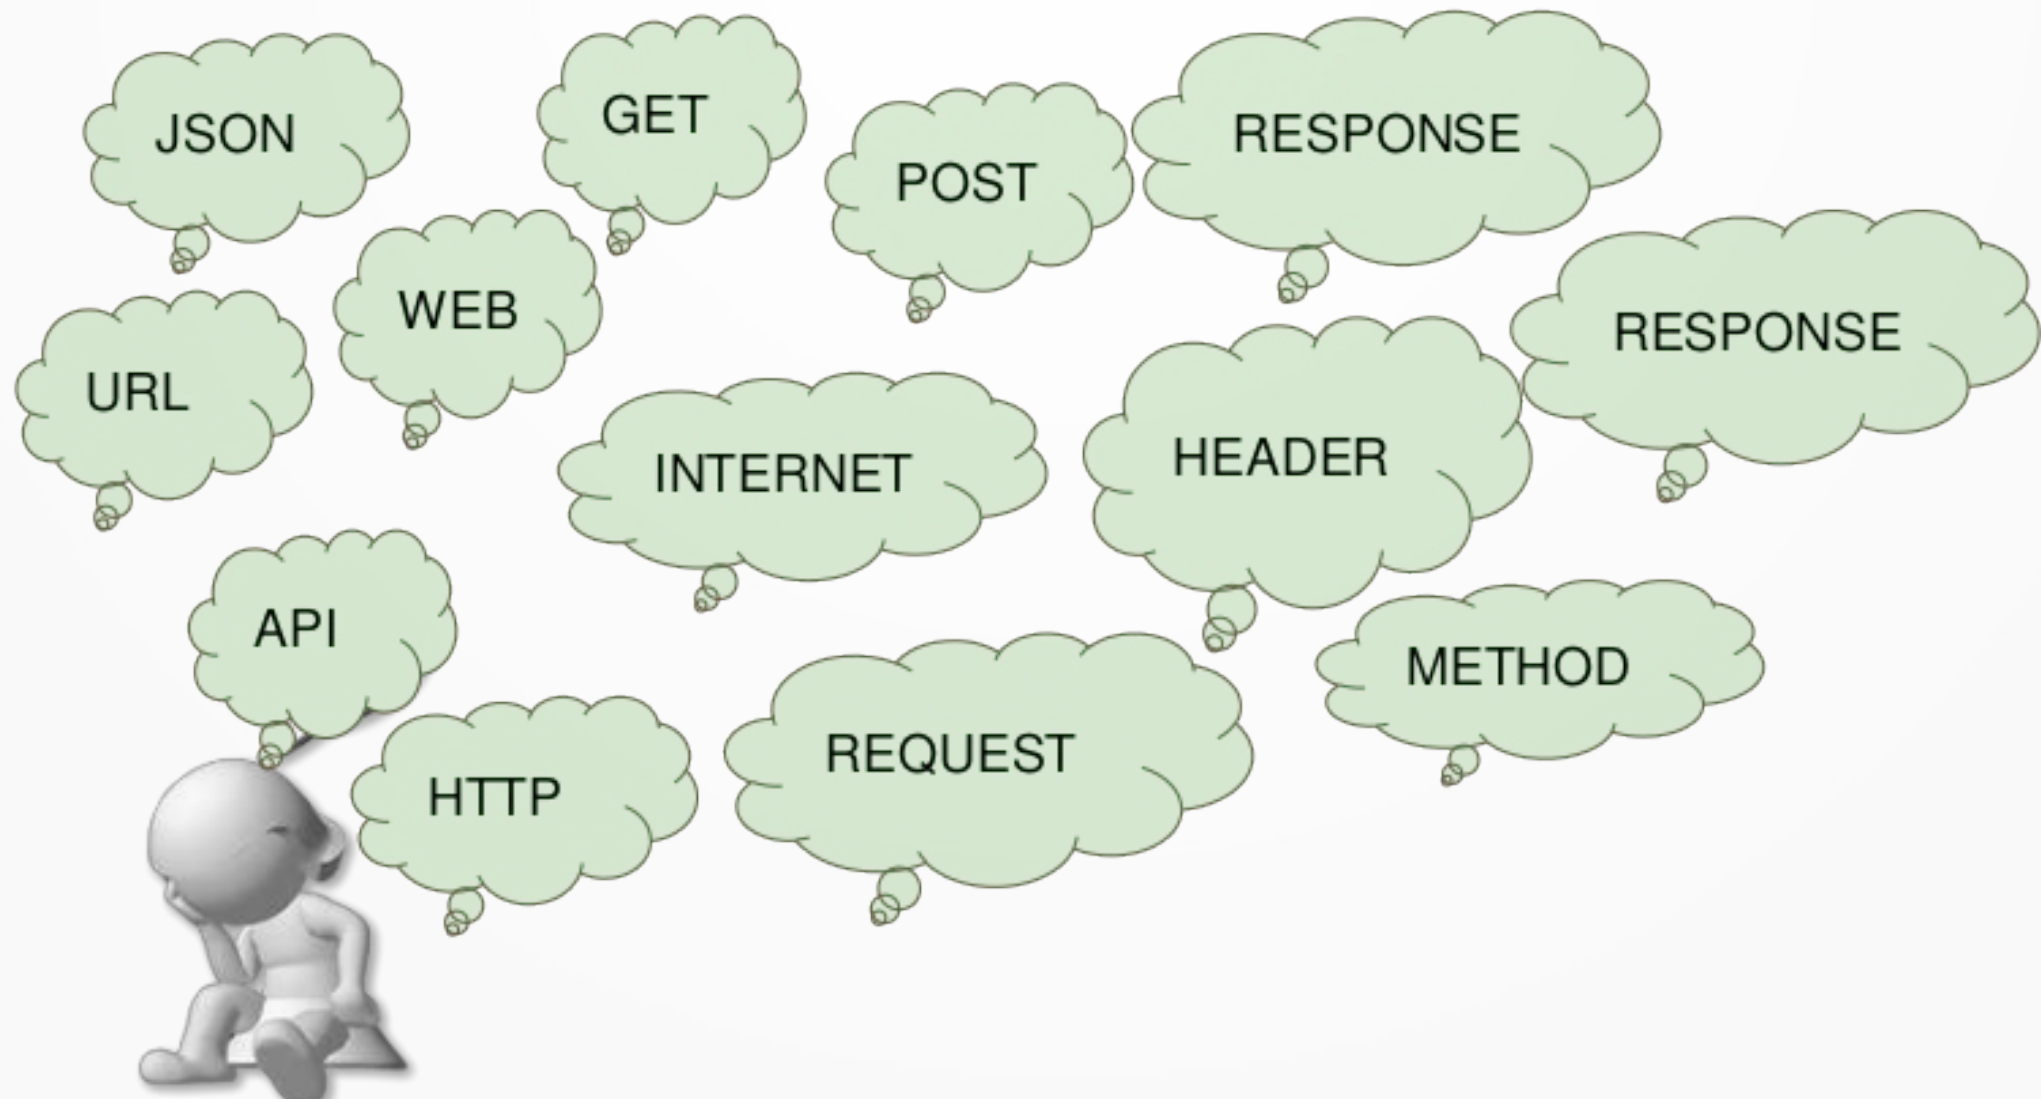 JSON
GET
POST
RESPONSE
WEB
RESPONSE
URL
INTERNET
HEADER
API
METHOD
HTTP
REQUEST